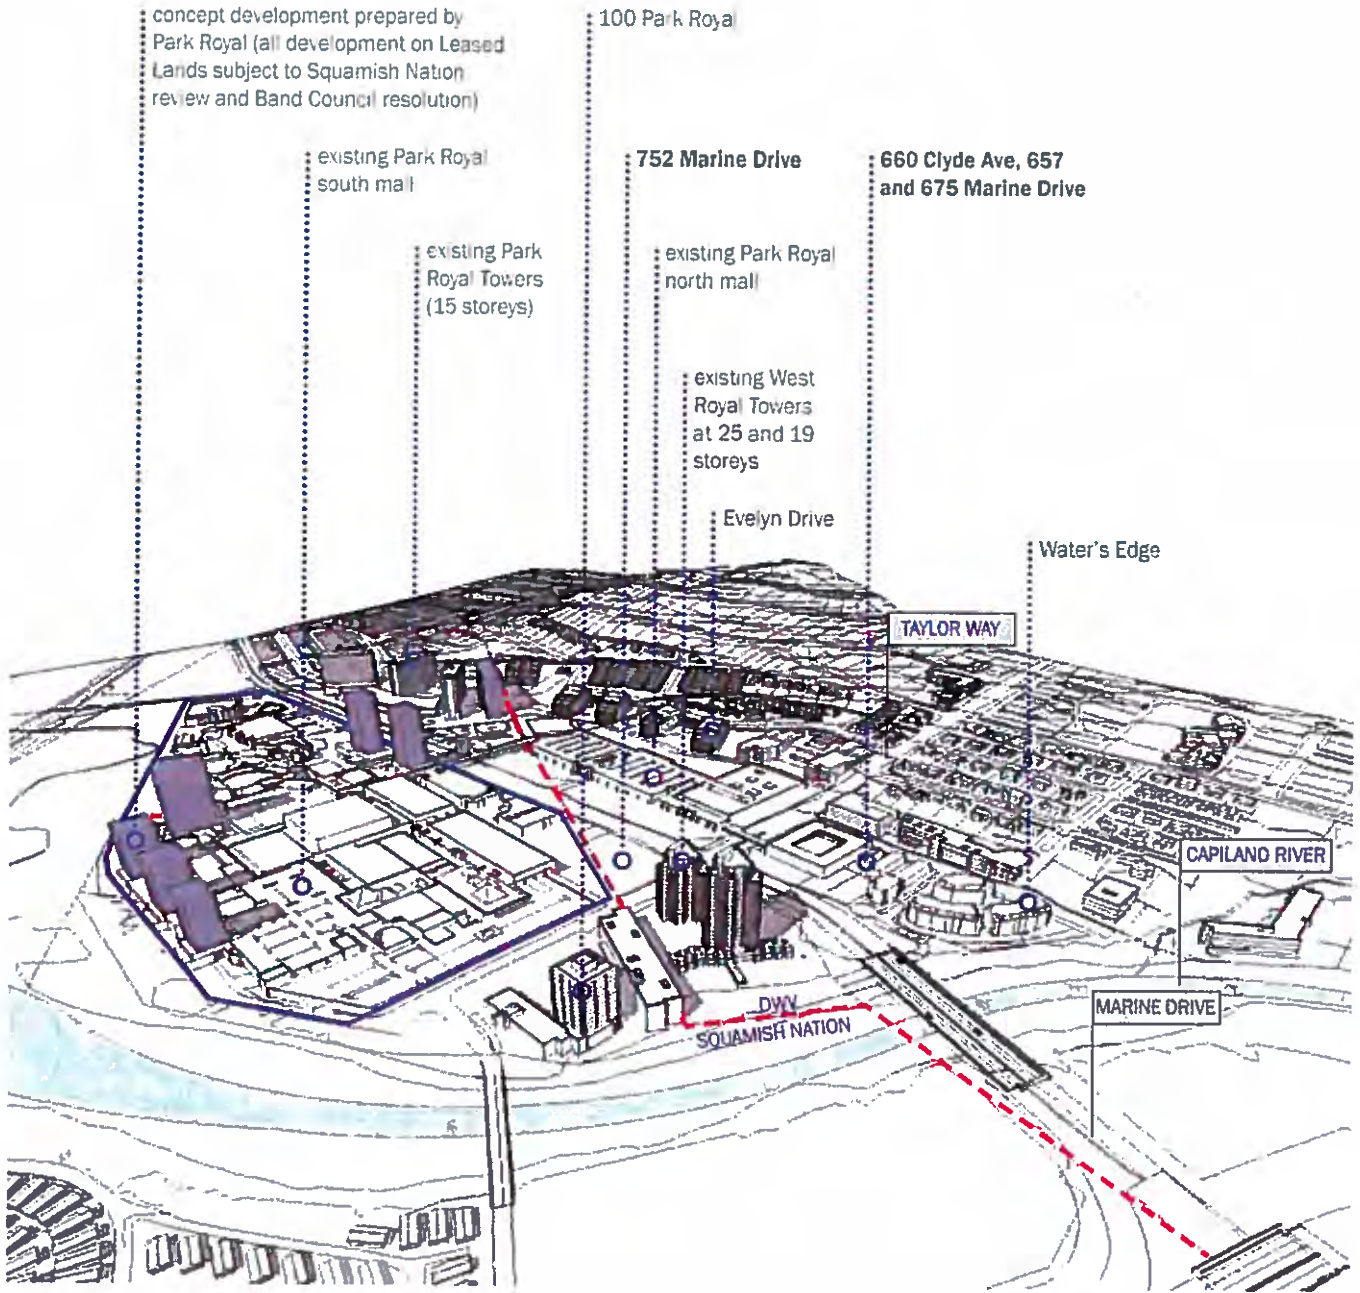 concept development prepared by
Park Royal (all development on Leased
Lands subject to Squamish Nation
review and Band Council resolution)
100 Park Royal
existing Park Royal
south mall
752 Marine Drive
660 Clyde Ave, 657
and 675 Marine Drive
existing Park
Royal Towers
(15 storeys)
existing Park Royal
north mall
existing West
Royal Towers
at 25 and 19
storeys
Evelyn Drive
Water's Edge
TAYLOR WAY
CAPILANO RIVER
DWV
SQUAMISH NATION
MARINE DRIVE